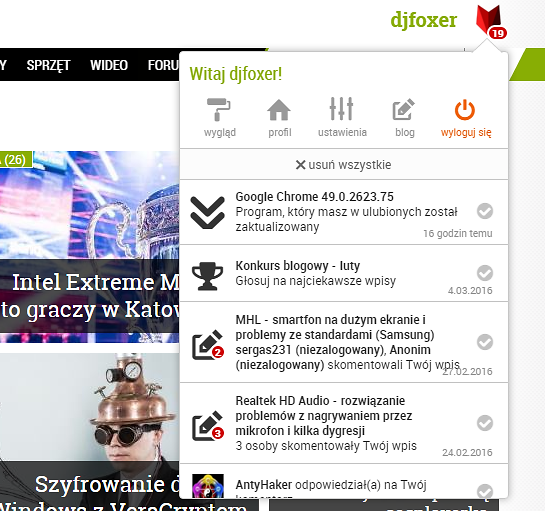 djfoxer
19
Y SPRZĘT WIDEO FORU
Witaj djfoxer!
wygląd profil ustawienia blog wyloguj się
usuń wszystkie
(26)
Google Chrome 49.0.2623.75
Program, który masz w ulubionych został
zaktualizowany
16 godzin temu
Konkurs blogowy - luty
Głosuj na najciekawsze wpisy
4.03.2016
MHL - smartfon na dużym ekranie i
problemy ze standardami (Samsung)
sergas231 (niezalogowany), Anonim
(niezalogowany) skomentowali Twój wpis
2
27.02.2016
Realtek HD Audio - rozwiązanie
problemów z nagrywaniem przez
mikrofon i kilka dygresji
3 osoby skomentowały Twój wpis
3
24.02.2016
AntyHaker odpowiedział(a) na Twój
komentarz
Intel Extreme M
to graczy w Katow
Szyfrowanie d
Windows z VeraCryptem